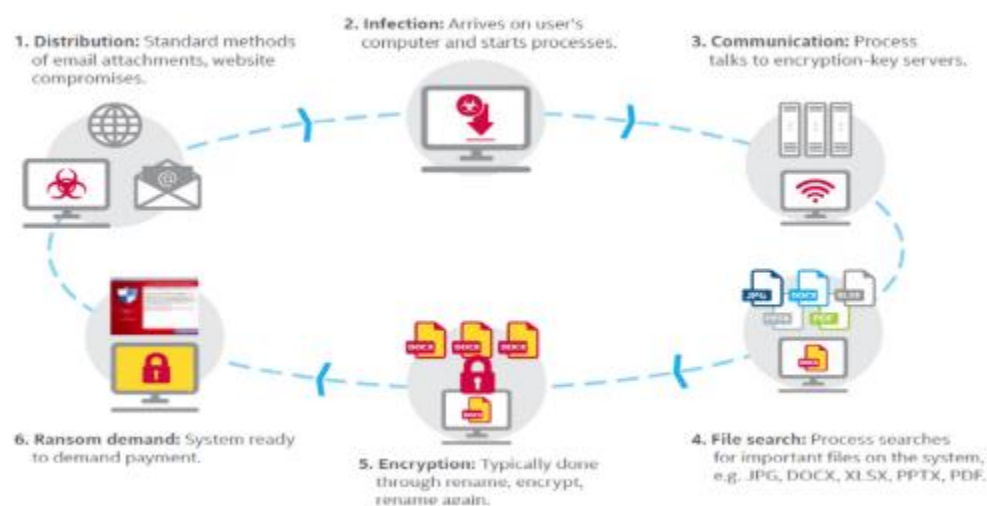 1. Distribution: Standard methods
of email attachments, website
compromises.
2. Infection: Arrives on user's
computer and starts processes.
3. Communication: Process
talks to encryption-key servers.
@
JPG
DOCX
XLSX
PPTX
PDF
DOCX
DOCX
DOCX
DOCX
DOCX
6. Ransom demand: System ready
to demand payment.
5. Encryption: Typically done
through rename, encrypt,
rename again.
4. File search: Process searches
for important files on the system,
e.g. JPG, DOCX, XLSX, PPTX, PDF.